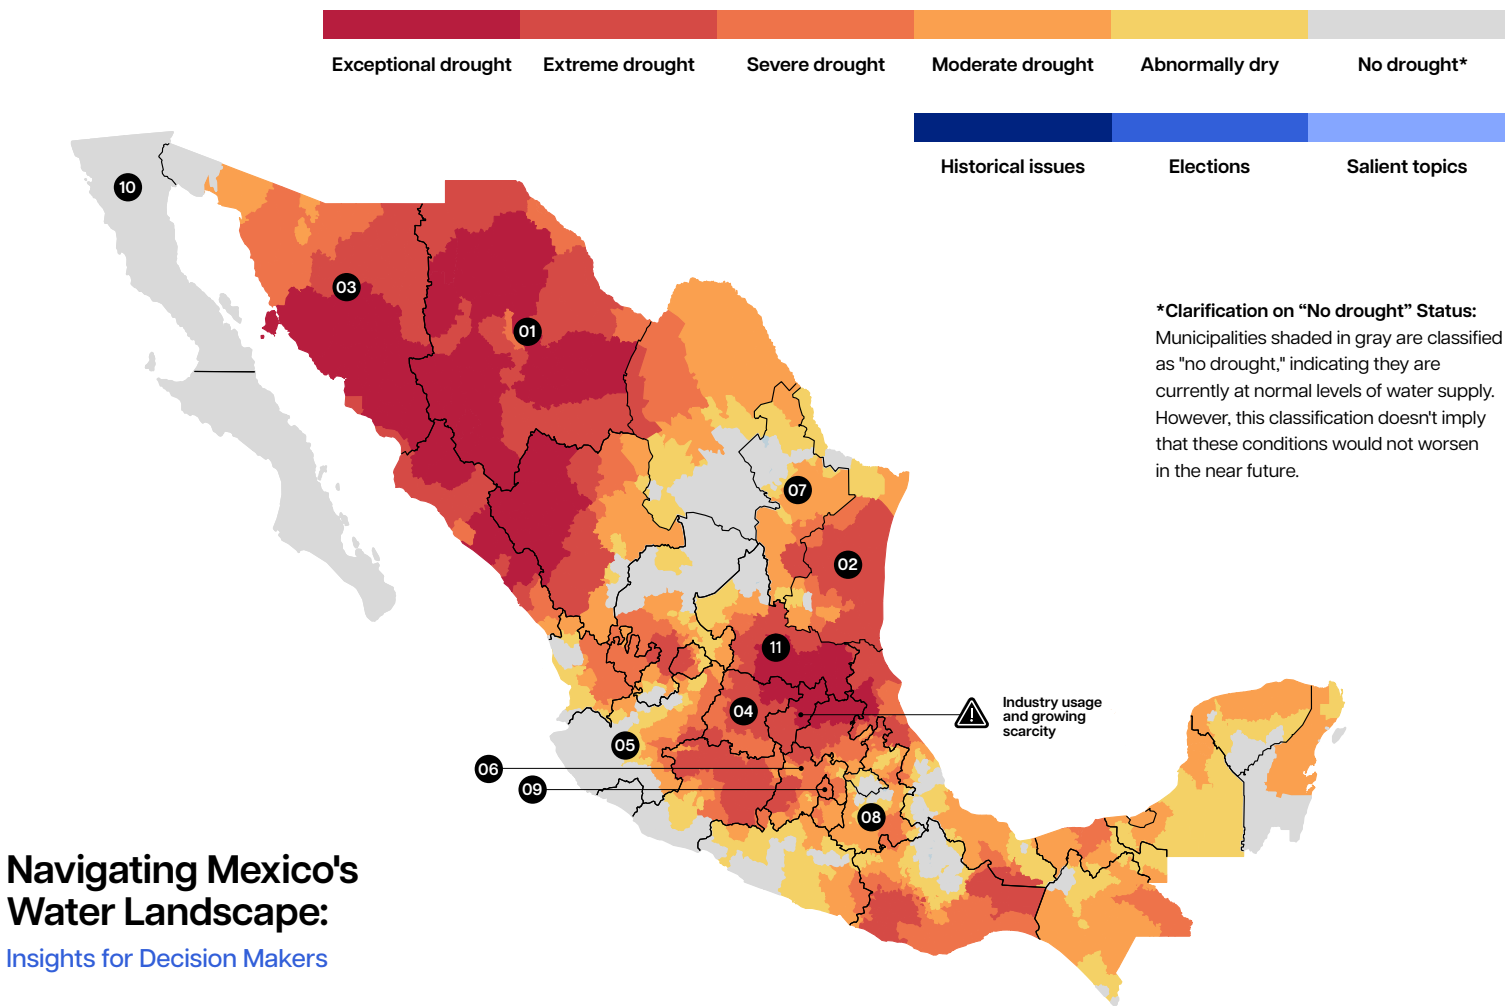 Exceptional drought
Extreme drought
Severe drought
Moderate drought
Abnormally dry
No drought*
Historical issues
Elections
Salient topics
10
03
01
*Clarification on “No drought” Status:
Municipalities shaded in gray are classified
as "no drought," indicating they are
currently at normal levels of water supply.
However, this classification doesn't imply
that these conditions would not worsen
in the near future.
07
02
11
04
Industry usage
and growing
scarcity
05
06
09
08
Navigating Mexico's
Water Landscape:
Insights for Decision Makers